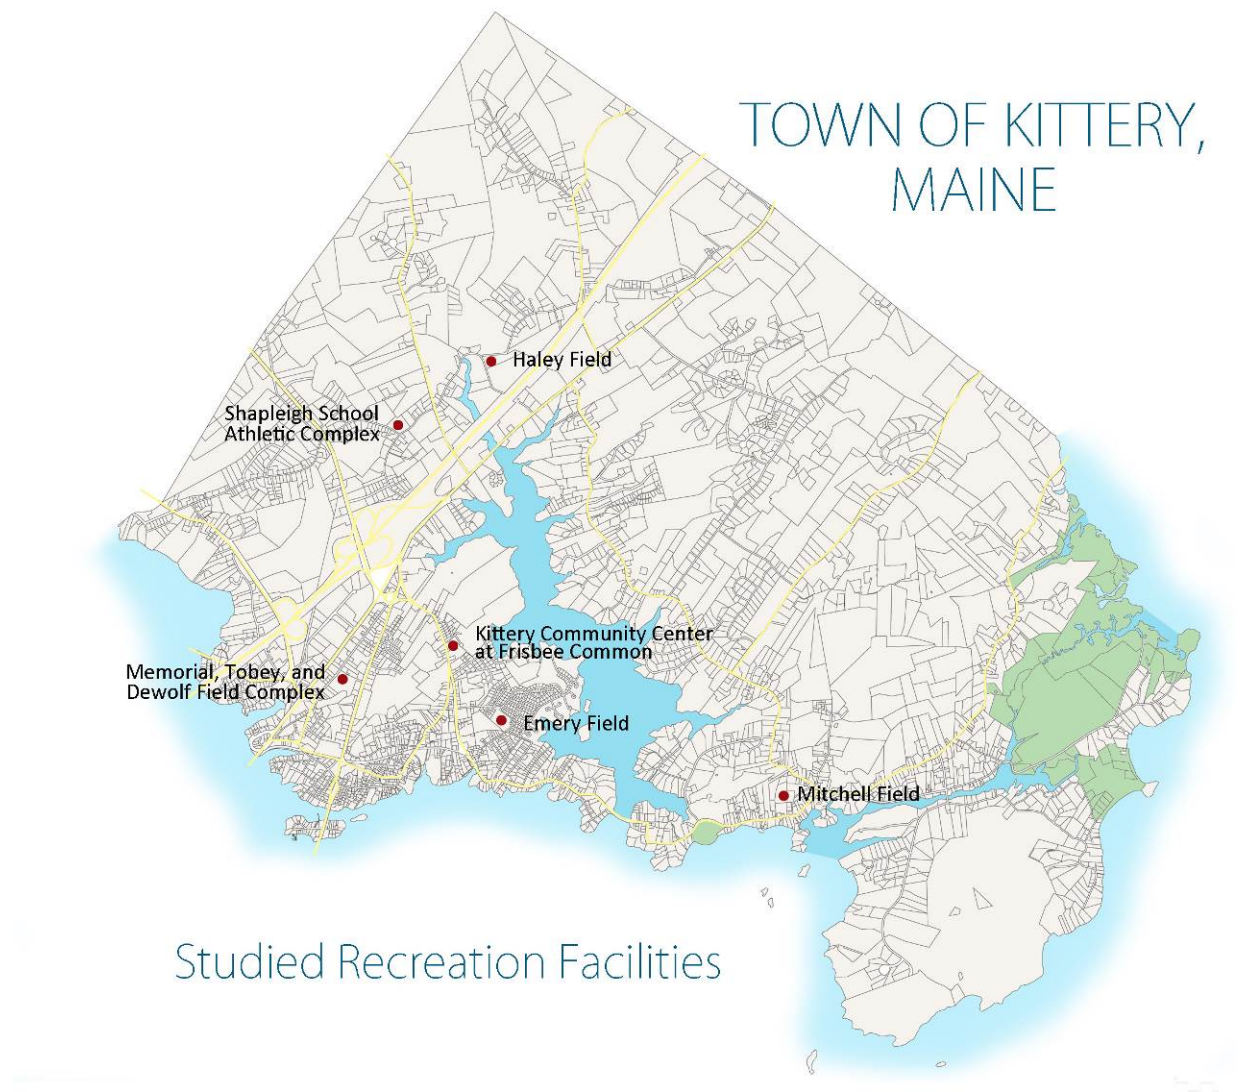 TOWN OF KITTERY,
MAINE
Haley Field
Shapleigh School
Athletic Complex
Kittery Community Center
at Frisbee Common
Memorial, Tobey, and
Dewolf Field Complex
Emery Field
Mitchell Field
Studied Recreation Facilities